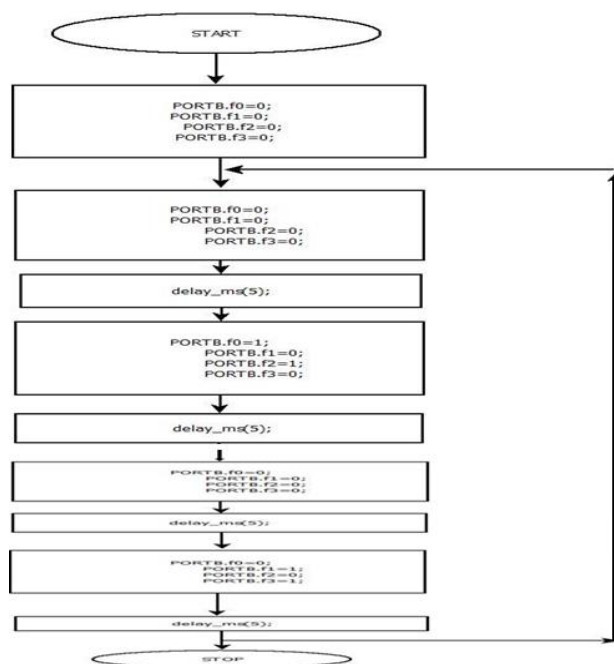 START
PORTB.f0=0;
PORTB.f1=0;
PORTB.f2=0;
PORTB.f3=0;
PORTB.f0=0;
PORTB.f1=0;
PORTB.f2=0;
PORTB.f3=0;
delay_ms(5);
PORTB.f0=1;
PORTB.f1=0;
PORTB.f2=1;
PORTB.f3=0;
delay_ms(5);
PORTB.f0=0;
PORTB.f1=0;
PORTB.f2=0;
PORTB.f3=0;
delay_ms(5);
PORTB.f0=0;
PORTB.f1=1;
PORTB.f2=0;
PORTB.f3=1;
delay_ms(5);
STOP